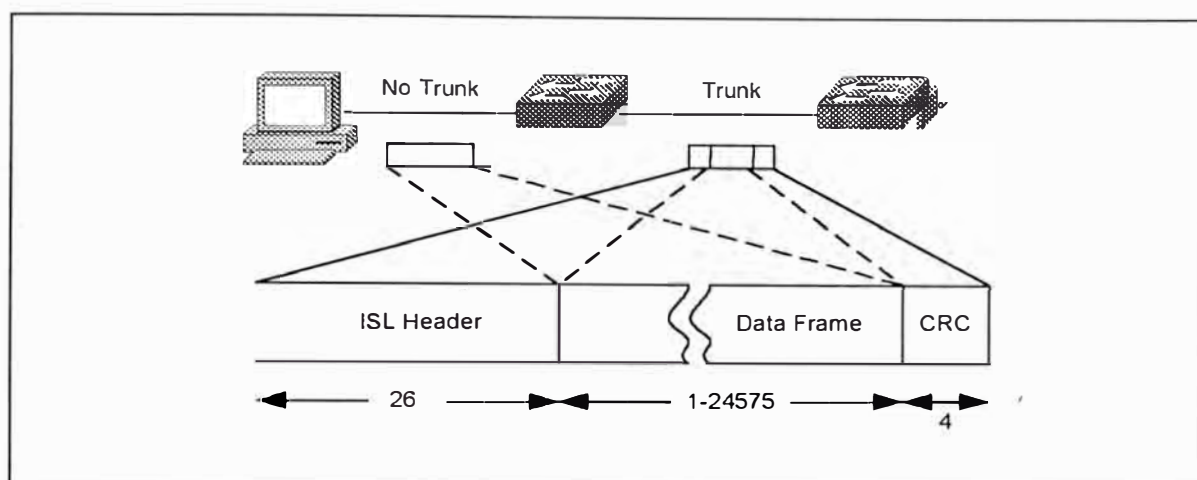 No Trunk
Trunk
ISL Header
Data Frame
CRC
26
1-24575
4